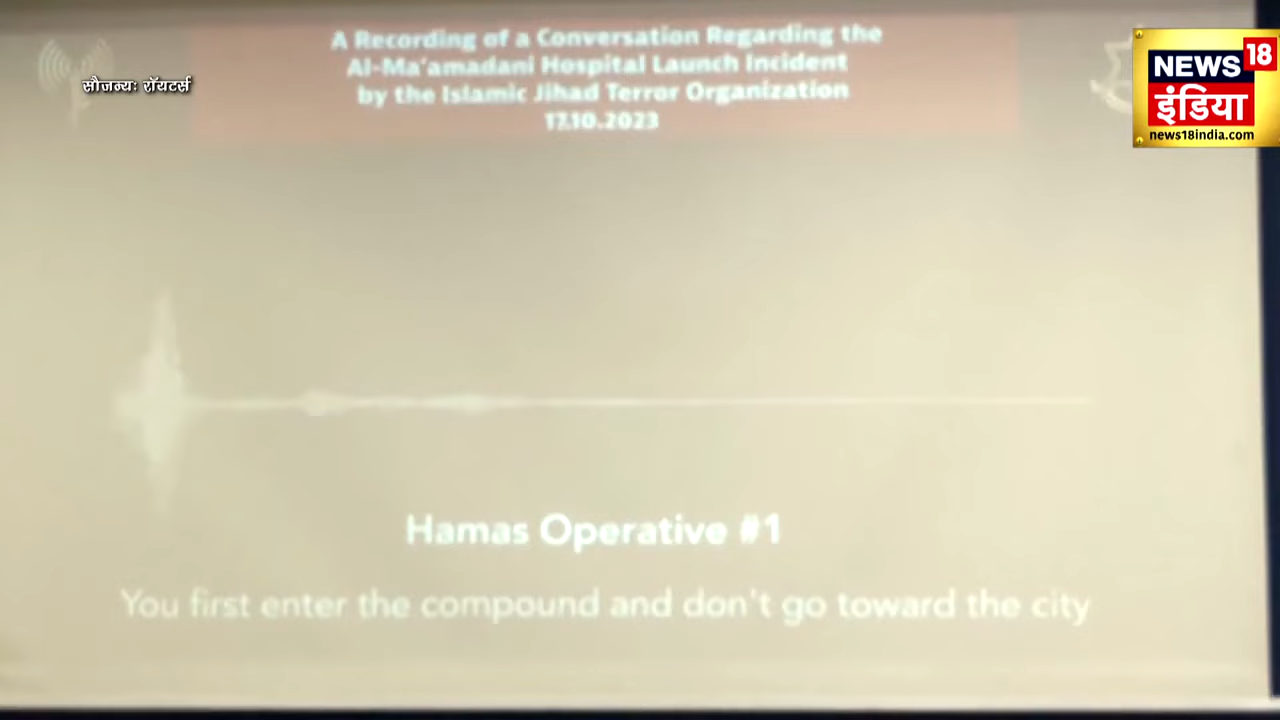 A Recording of a Conversation Regarding the
Al-Ma'amadani Hospital Launch Incident
by the Islamic Jihad Terror Organization
17.10.2023
सौजन्यः रॉयटर्स
NEWS 18
इंडिया
news18india.com
Hamas Operative #1
You first enter the compound and don't go toward the city